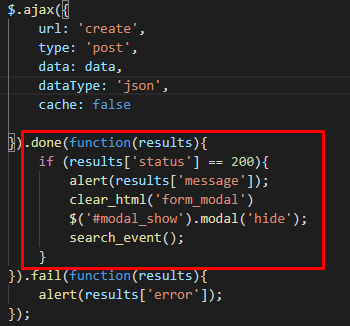 $.ajax({
    url: 'create',
    type: 'post',
    data: data,
    dataType: 'json',
    cache: false

}).done(function(results){
    if (results['status'] == 200){
        alert(results['message']);
        clear_html('form_modal')
        $('#modal_show').modal('hide');
        search_event();
    }
}).fail(function(results){
    alert(results['error']);
});